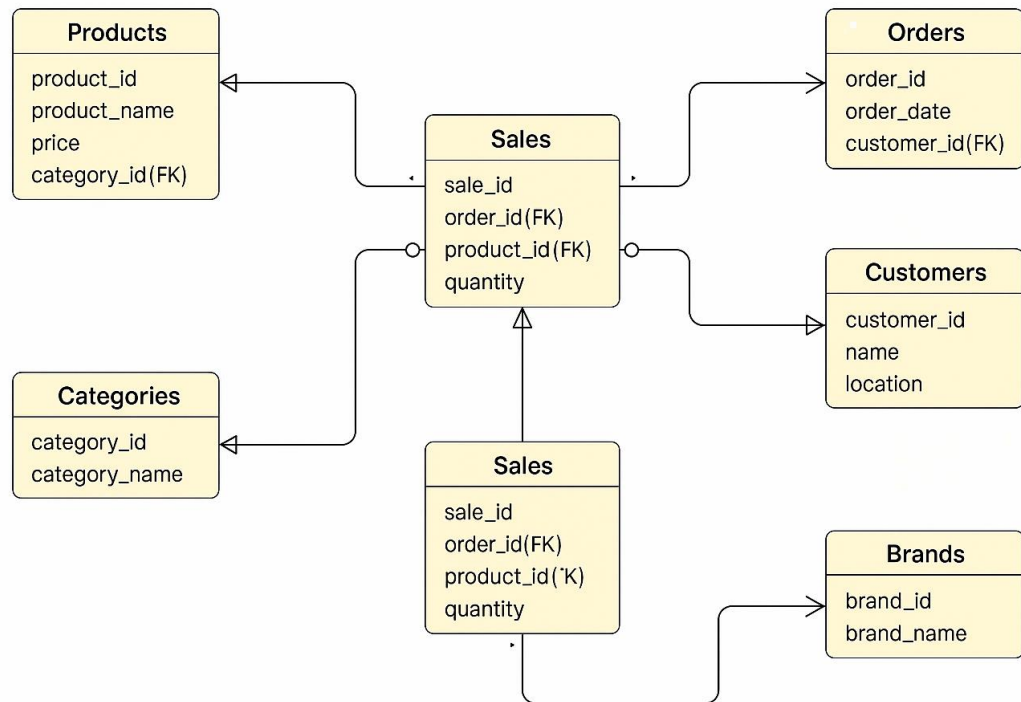 Products
product_id
product_name
price
category_id(FK)
Orders
order_id
order_date
customer_id(FK)
Sales
sale_id
order_id(FK)
product_id(FK)
quantity
Customers
customer_id
name
location
Categories
category_id
category_name
Sales
sale_id
order_id(FK)
product_id('K)
quantity
Brands
brand_id
brand_name